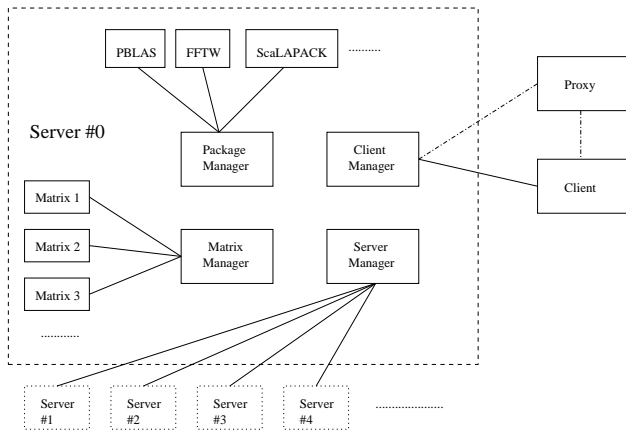 PBLAS
FFTW
ScaLAPACK
..........
Proxy
Server #0
Package
Manager
Client
Manager
Client
Matrix 1
Matrix 2
Matrix 3
............
Matrix
Manager
Server
Manager
Server
#1
Server
#2
Server
#3
Server
#4
.....................